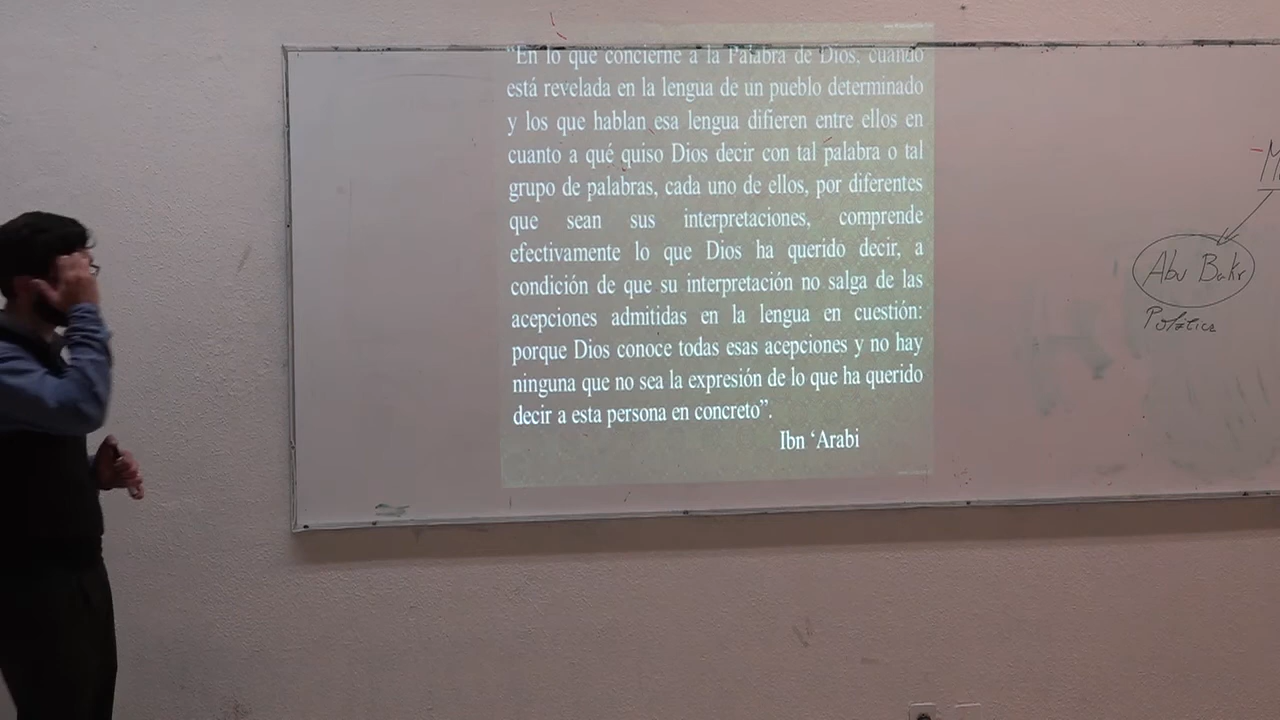 “En lo que concierne a la Palabra de Dios, cuando
está revelada en la lengua de un pueblo determinado
y los que hablan esa lengua difieren entre ellos en
cuanto a qué quiso Dios decir con tal palabra o tal
grupo de palabras, cada uno de ellos, por diferentes
que sean sus interpretaciones, comprende
efectivamente lo que Dios ha querido decir, a
condición de que su interpretación no salga de las
acepciones admitidas en la lengua en cuestión:
porque Dios conoce todas esas acepciones y no hay
ninguna que no sea la expresión de lo que ha querido
decir a esta persona en concreto”.
Ibn ‘Arabi
Abu Bakr
Política